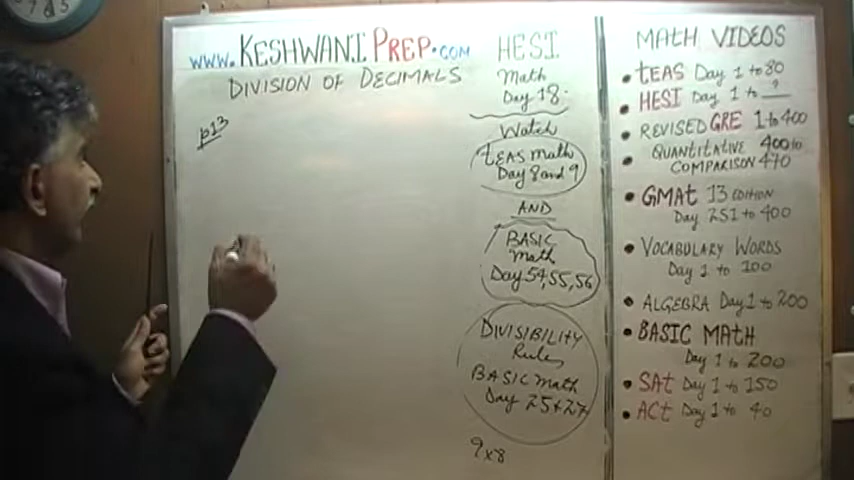 www.KESHWANI PREP.COM
DIVISION OF DECIMALS
p13
HESI
Math
Day 18.
Watch
tEAS Math
Day 8 and 9
AND
BASIC
Math
Day 54,55,56
DIVISIBILITY
Rules
BASIC Math
Day 25+27
9x8
MATH VIDEOS
• tEAS Day 1 to 80
• HESI Day 1 to ?
• REVISED GRE 1 to 400
• QUANTITATIVE 400 to
COMPARISON 470
• GMAt 13 EDITION
Day 251 to 400
• VOCABULARY WORDS
Day 1 to 100
• ALGEBRA Day 1 to 200
• BASIC MATH
Day 1 to 200
• SAt Day 1 to 150
• ACt Day 1 to 40